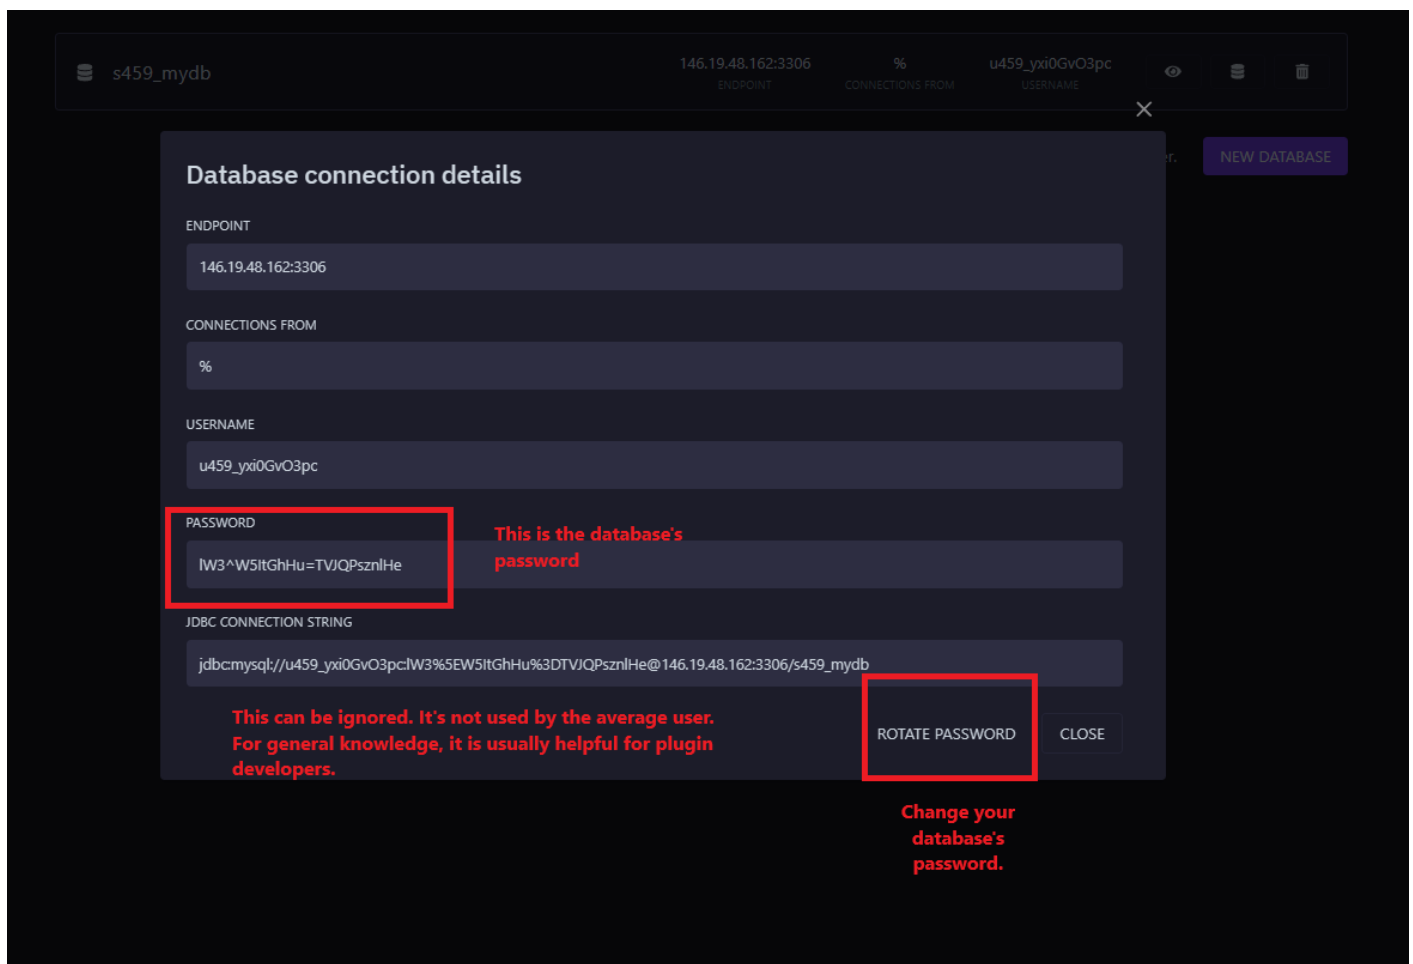 s459_mydb
146.19.48.162:3306
ENDPOINT
%
CONNECTIONS FROM
u459_yxi0GvO3pc
USERNAME
er.
NEW DATABASE
Database connection details
ENDPOINT
146.19.48.162:3306
CONNECTIONS FROM
%
USERNAME
u459_yxi0GvO3pc
PASSWORD
lW3^W5ItGhHu=TVJQPsznlHe
This is the database's
password
JDBC CONNECTION STRING
jdbc:mysql://u459_yxi0GvO3pc:lW3%5EW5ItGhHu%3DTVJQPsznlHe@146.19.48.162:3306/s459_mydb
This can be ignored. It's not used by the average user.
For general knowledge, it is usually helpful for plugin
developers.
ROTATE PASSWORD
CLOSE
Change your
database's
password.